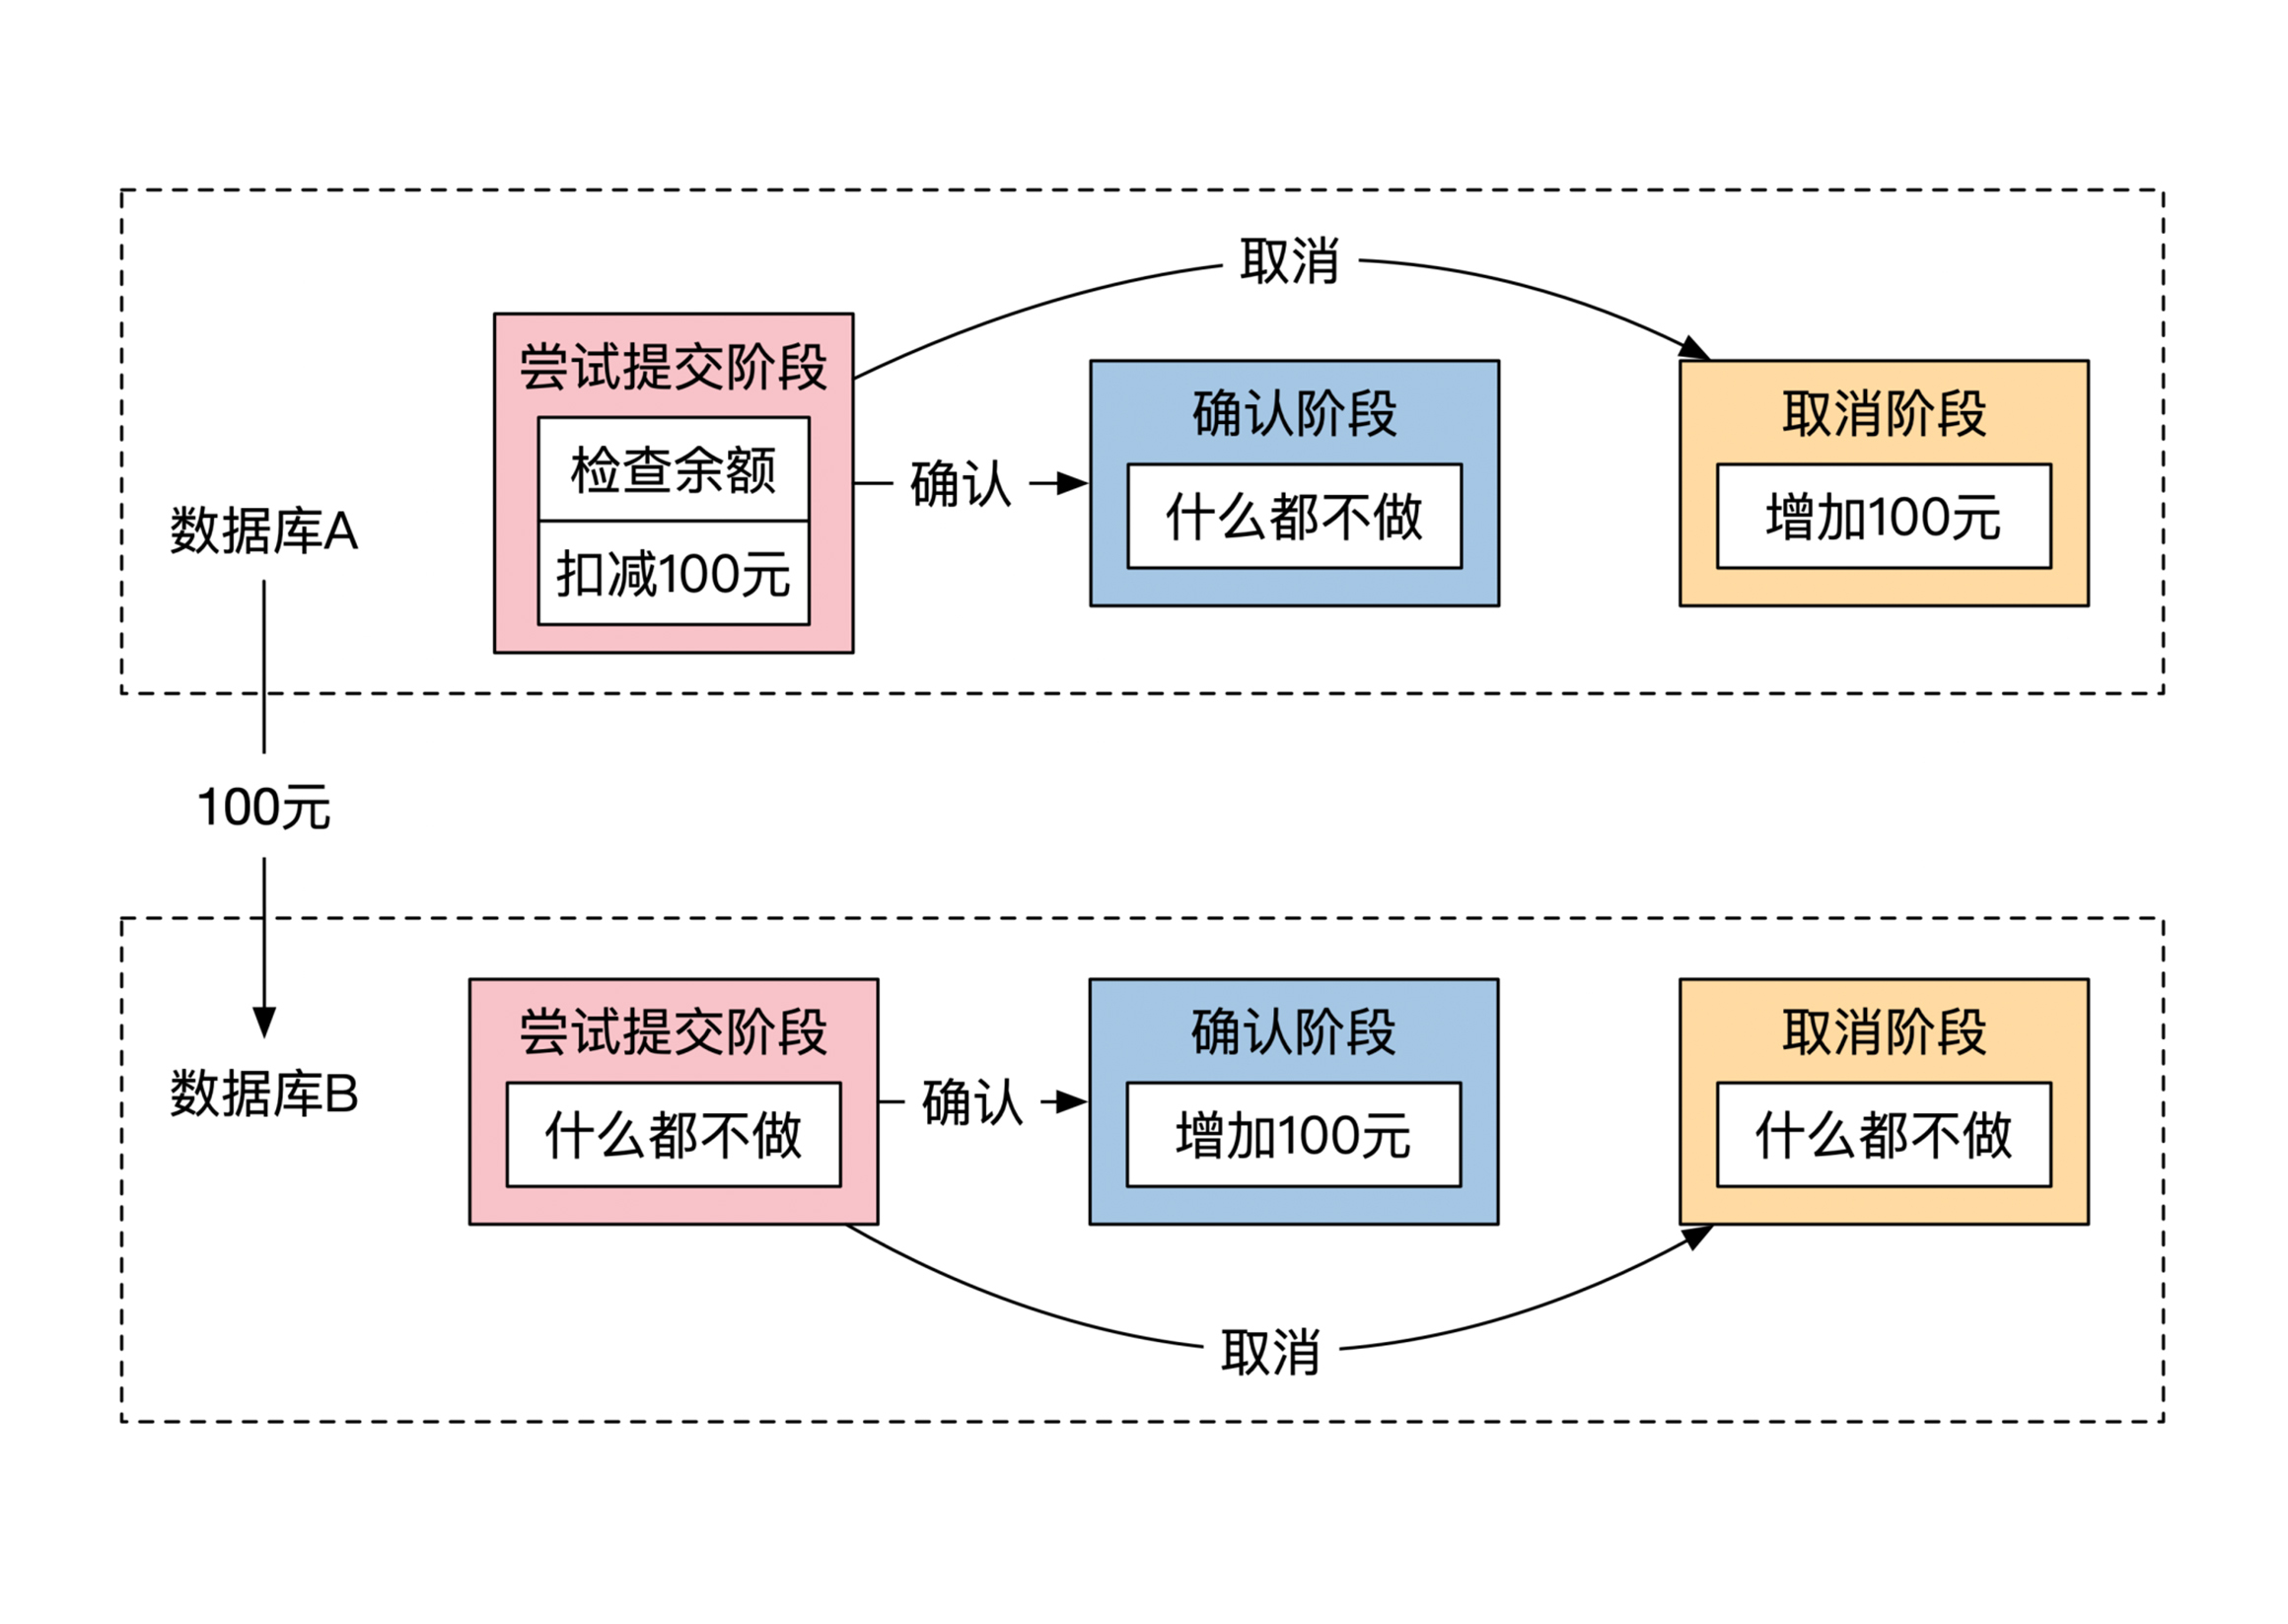 取消
尝试提交阶段
检查余额
扣减100元
确认
确认阶段
什么都不做
取消阶段
增加100元
数据库A
100元
数据库B
尝试提交阶段
什么都不做
确认
确认阶段
增加100元
取消阶段
什么都不做
取消